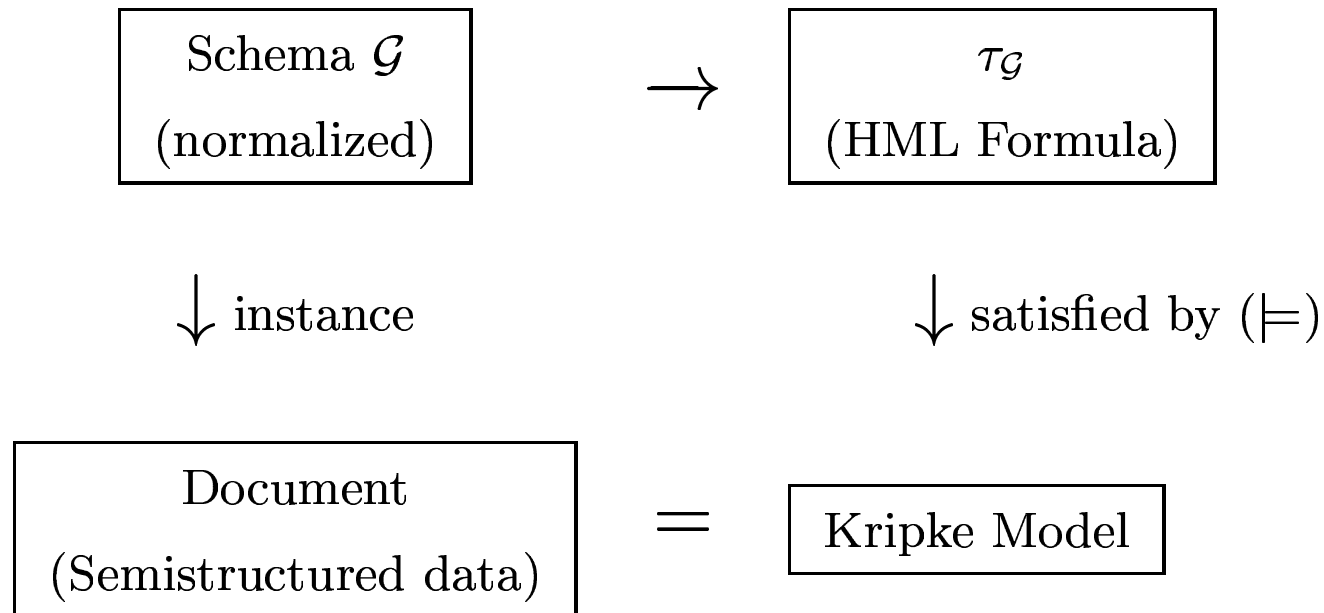 Schema 𝒢
(normalized)
→
τ𝒢
(HML Formula)
↓ instance
↓ satisfied by (⊨)
Document
(Semistructured data)
=
Kripke Model